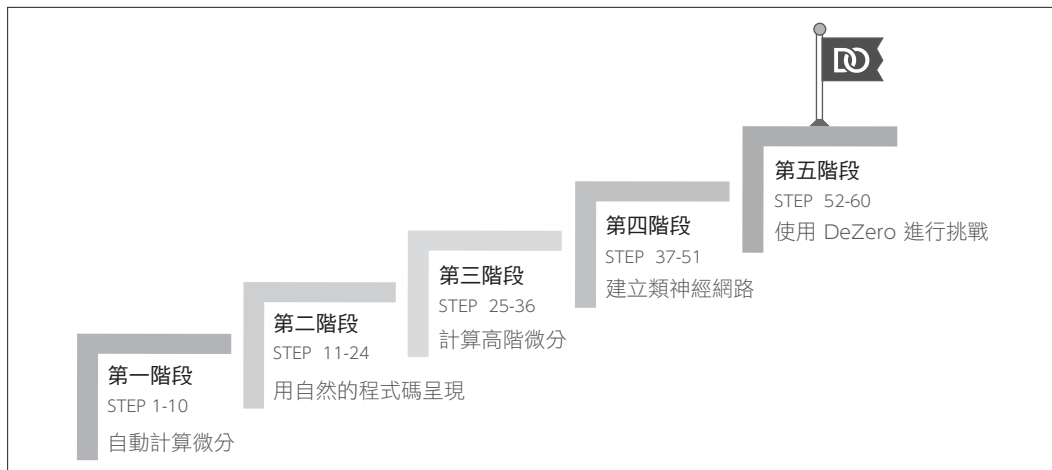 第一階段
STEP 1-10
自動計算微分
第二階段
STEP 11-24
用自然的程式碼呈現
第三階段
STEP 25-36
計算高階微分
第四階段
STEP 37-51
建立類神經網路
第五階段
STEP 52-60
使用 DeZero 進行挑戰